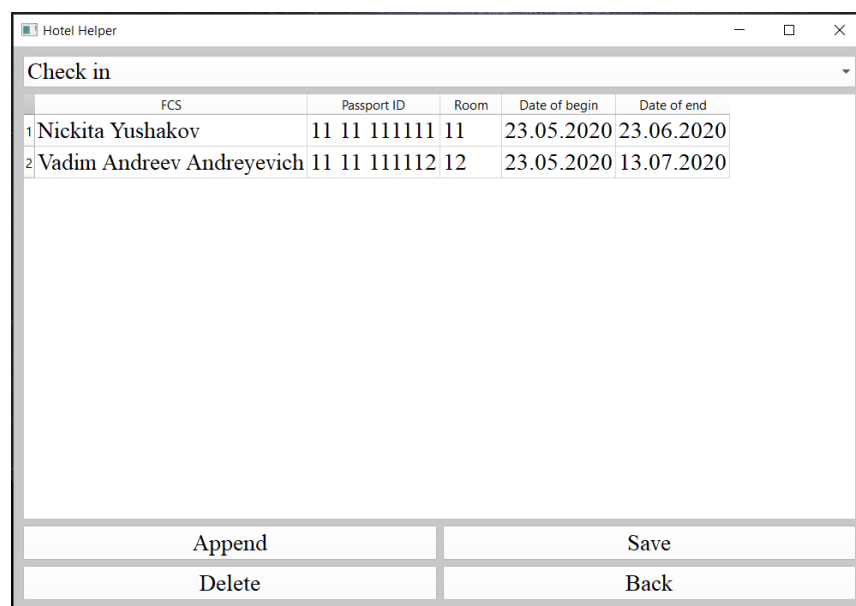 Hotel Helper
Check in
FCS Passport ID Room Date of begin Date of end
1 Nickita Yushakov 11 11 111111 11 23.05.2020 23.06.2020
2 Vadim Andreev Andreyevich 11 11 111112 12 23.05.2020 13.07.2020
Append Save
Delete Back